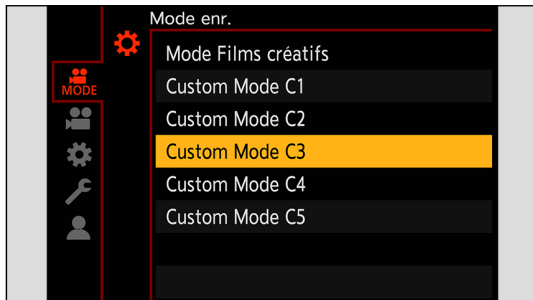 Mode enr.
MODE
Mode Films créatifs
Custom Mode C1
Custom Mode C2
Custom Mode C3
Custom Mode C4
Custom Mode C5